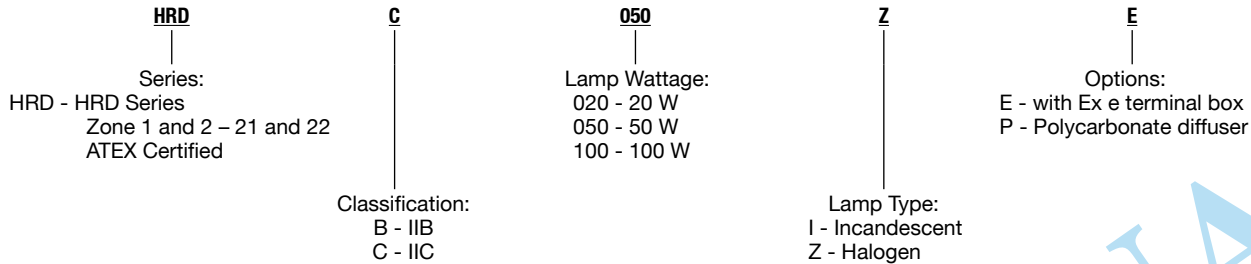 HRD C 050 Z E
Series:
HRD - HRD Series
Zone 1 and 2 – 21 and 22
ATEX Certified
Classification:
B - IIB
C - IIC
Lamp Wattage:
020 - 20 W
050 - 50 W
100 - 100 W
Lamp Type:
I - Incandescent
Z - Halogen
Options:
E - with Ex e terminal box
P - Polycarbonate diffuser